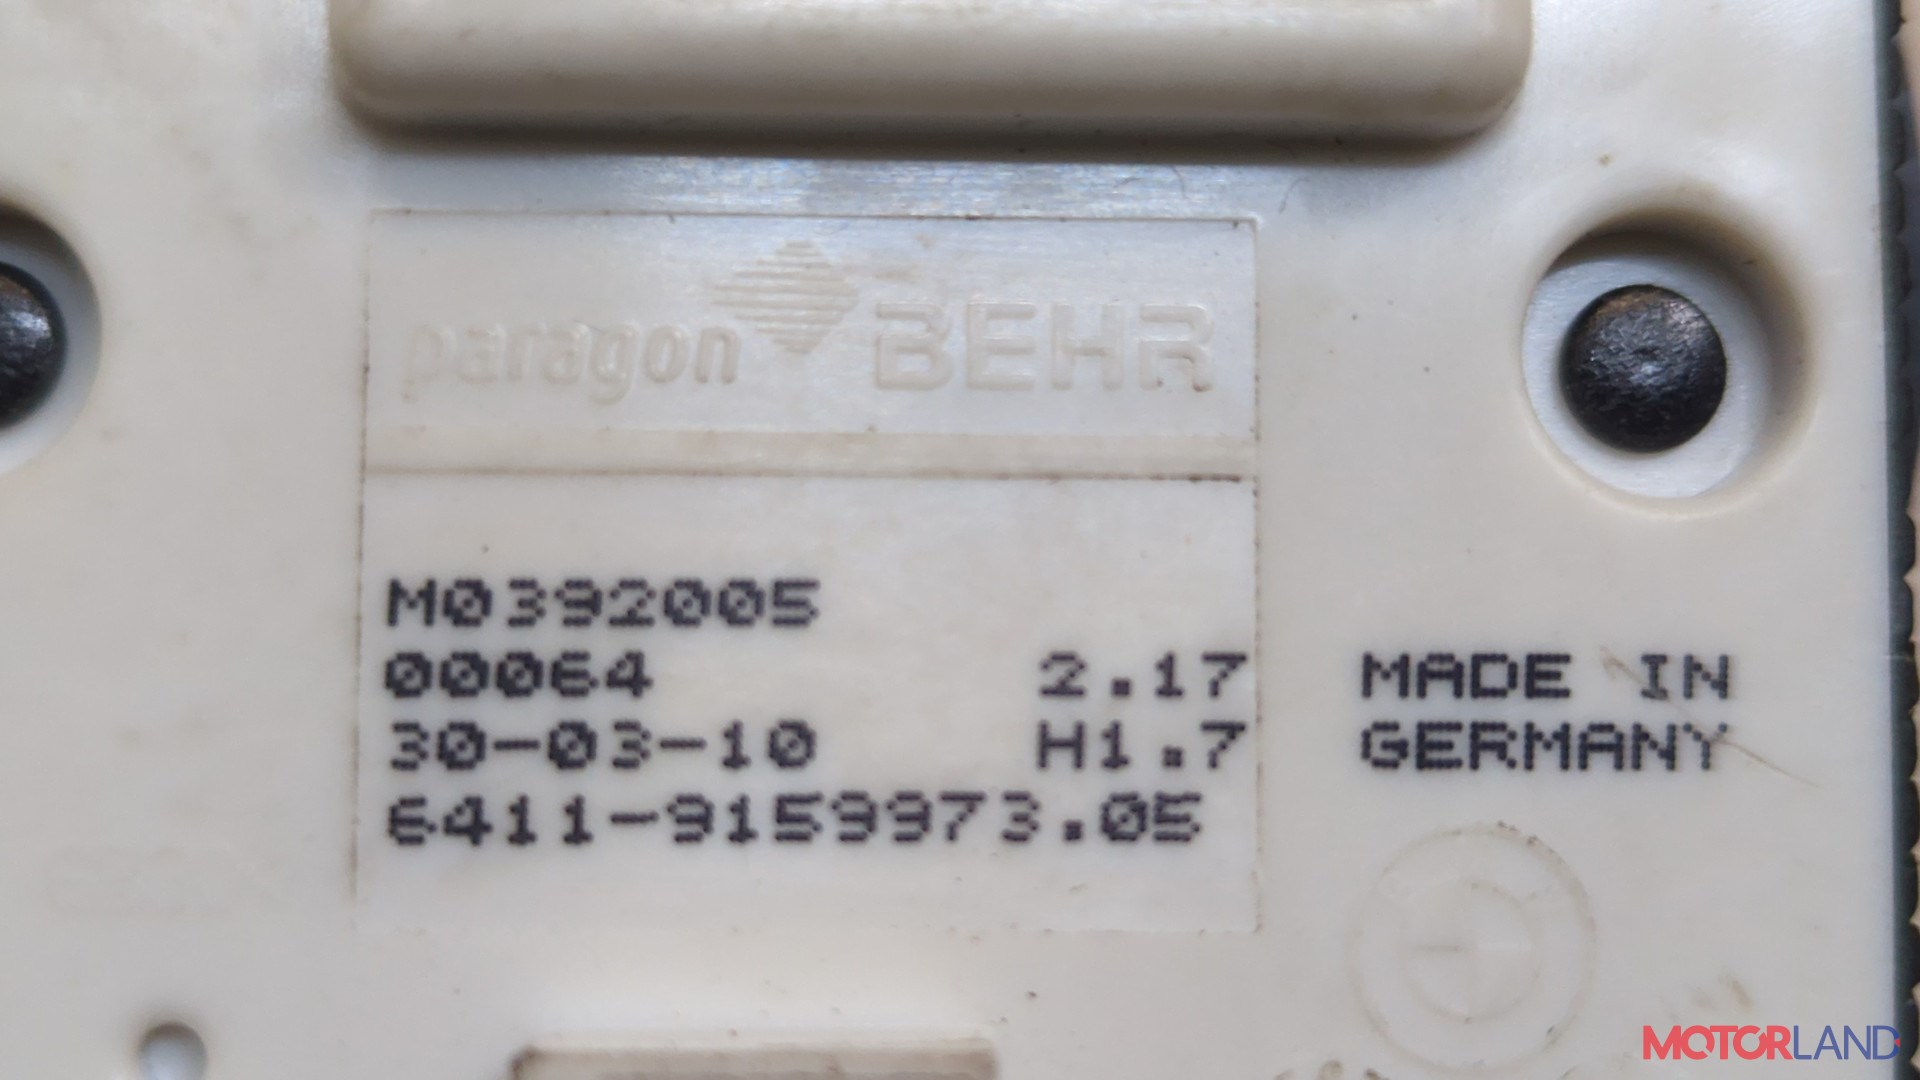 paragon BEHR
M0392005
00064 2.17
30-03-10 H1.7
6411-9159973.05
MADE IN
GERMANY
MOTORLAND